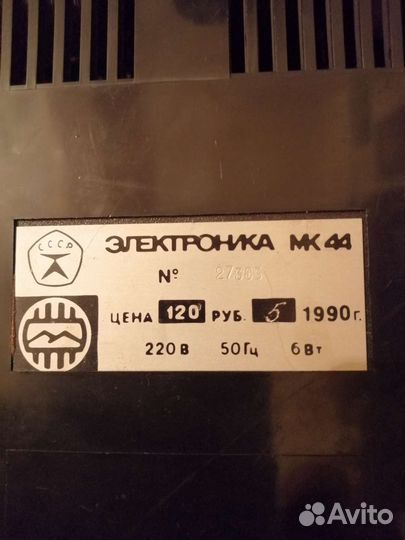 СССР
ЭЛЕКТРОНИКА МК 44
№
ЦЕНА 120 РУБ. 5 1990 г.
220 В 50 Гц 6 Вт
Avito